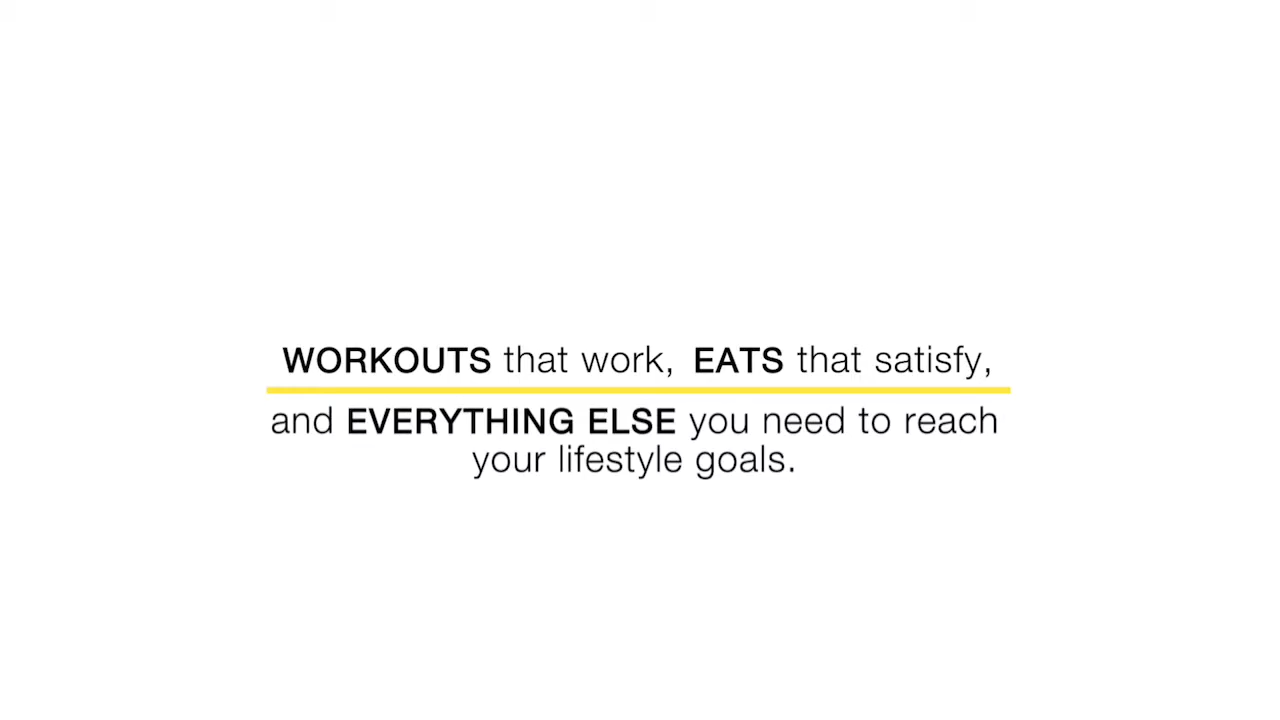 WORKOUTS that work, EATS that satisfy,
and EVERYTHING ELSE you need to reach
your lifestyle goals.